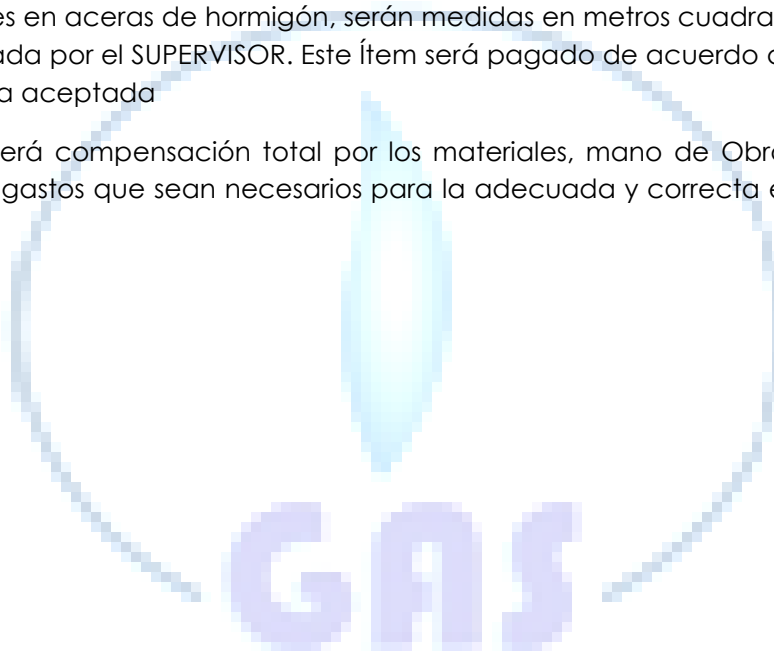 es en aceras de hormigón, serán medidas en metros cuadra
ada por el SUPERVISOR. Este Ítem será pagado de acuerdo
a aceptada
erá compensación total por los materiales, mano de Obra
gastos que sean necesarios para la adecuada y correcta e
GAS